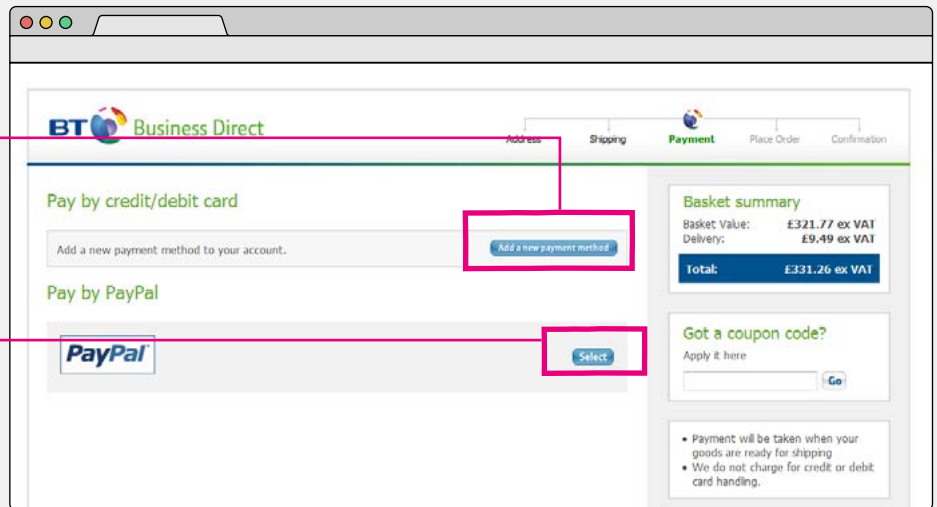 BT Business Direct
Address Shipping Payment Place Order Confirmation
Pay by credit/debit card
Add a new payment method to your account. Add a new payment method
Pay by PayPal
PayPal Select
Basket summary
Basket Value: £321.77 ex VAT
Delivery: £9.49 ex VAT
Total: £331.26 ex VAT
Got a coupon code?
Apply it here
Go
• Payment will be taken when your
goods are ready for shipping
• We do not charge for credit or debit
card handling.